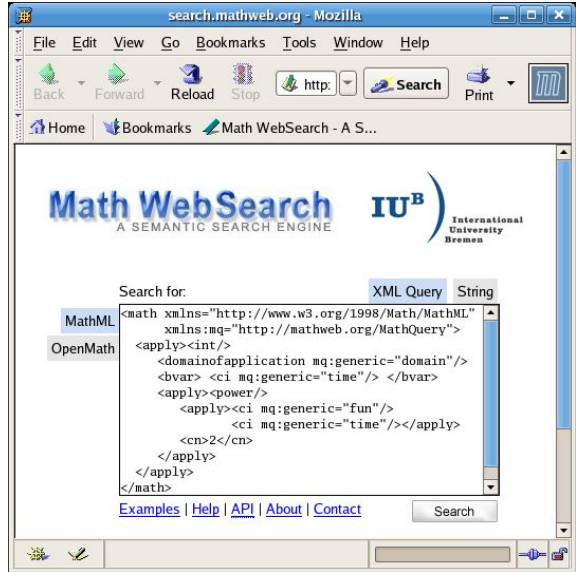 search.mathweb.org - Mozilla
File Edit View Go Bookmarks Tools Window Help
Back Forward Reload Stop http: Search Print
Home Bookmarks Math WebSearch - A S...
Math WebSearch
A SEMANTIC SEARCH ENGINE
IUB International
University
Bremen
Search for: XML Query String
MathML
OpenMath
<math xmlns="http://www.w3.org/1998/Math/MathML"
xmlns:mq="http://mathweb.org/MathQuery">
<apply><int/>
<domainofapplication mq:generic="domain"/>
<bvar> <ci mq:generic="time"/> </bvar>
<apply><power/>
<apply><ci mq:generic="fun"/>
<ci mq:generic="time"/></apply>
<cn>2</cn>
</apply>
</apply>
</math>
Examples | Help | API | About | Contact Search